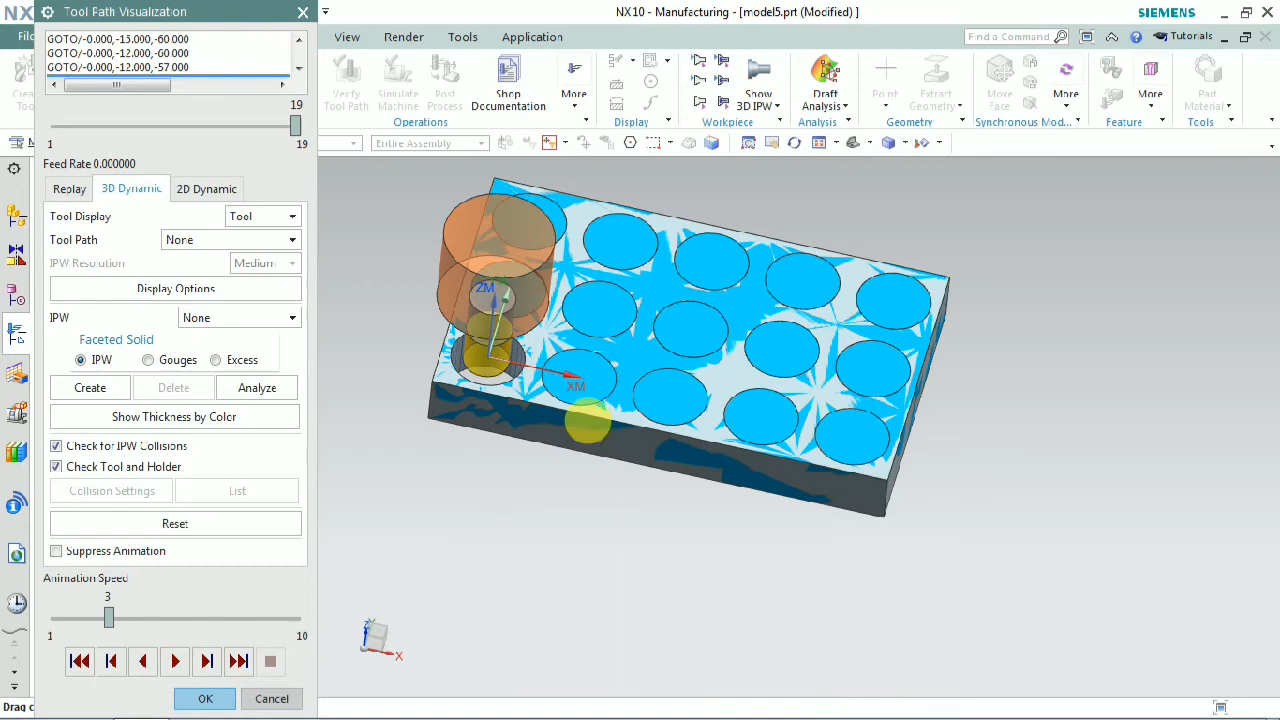 NX
Tool Path Visualization
NX10 - Manufacturing - [model5.prt (Modified) ]
SIEMENS
View
Render
Tools
Application
Find a Command
Tutorials
GOTO/-0.000,-15.000,-60.000
GOTO/-0.000,-12.000,-60.000
GOTO/-0.000,-12.000,-57.000
19
1
19
Feed Rate 0.000000
Replay
3D Dynamic
2D Dynamic
Tool Display
Tool
Tool Path
None
IPW Resolution
Medium
Display Options
IPW
None
Faceted Solid
IPW
Gouges
Excess
Create
Delete
Analyze
Show Thickness by Color
Check for IPW Collisions
Check Tool and Holder
Collision Settings
List
Reset
Suppress Animation
Animation Speed
3
1
10
OK
Cancel
Verify
Tool Path
Simulate
Machine
Post
Process
Shop
Documentation
More
Operations
Display
Show
3D IPW
Workpiece
Draft
Analysis
Analysis
Point
Extract
Geometry
Geometry
Move
Face
More
Synchronous Mod...
More
Feature
Part
Material
Tools
Entire Assembly
ZM
XM
X